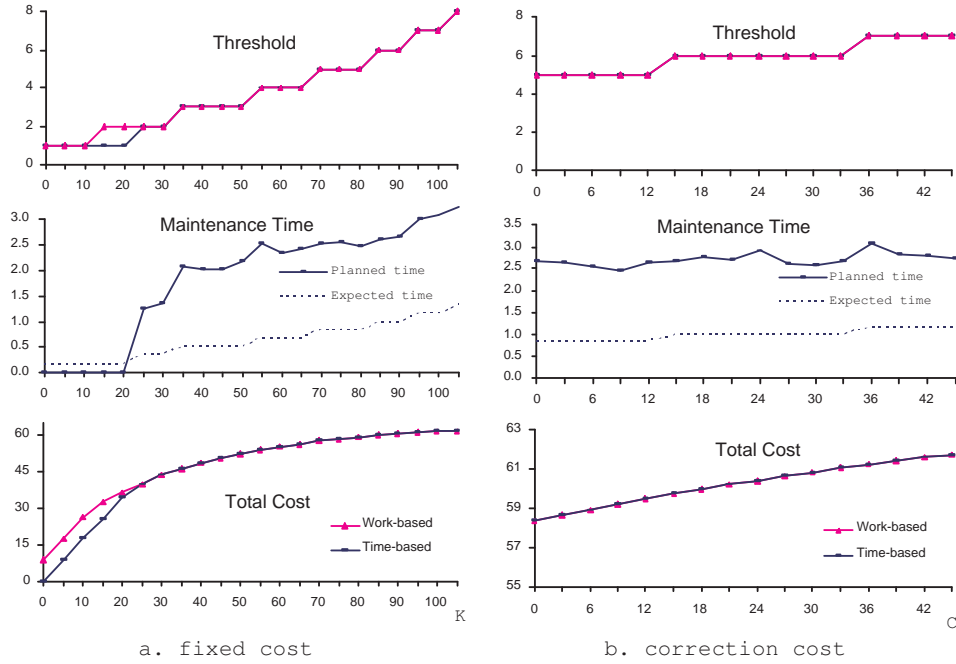 Threshold
8
6
4
2
0
0 10 20 30 40 50 60 70 80 90 100
Maintenance Time
3.0
2.5
2.0
1.5
1.0
0.5
0.0
Planned time
Expected time
0 10 20 30 40 50 60 70 80 90 100
Total Cost
60
45
30
15
0
Work-based
Time-based
0 10 20 30 40 50 60 70 80 90 100
K
a. fixed cost
Threshold
8
6
4
2
0
0 6 12 18 24 30 36 42
Maintenance Time
3.5
3.0
2.5
2.0
1.5
1.0
0.5
0.0
Planned time
Expected time
0 6 12 18 24 30 36 42
Total Cost
63
61
59
57
55
Work-based
Time-based
0 6 12 18 24 30 36 42
C
b. correction cost